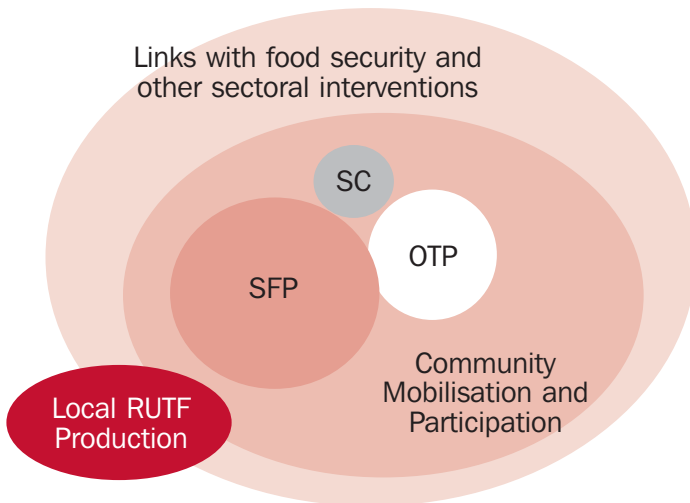 Links with food security and
other sectoral interventions
SC
OTP
SFP
Community
Mobilisation and
Participation
Local RUTF
Production